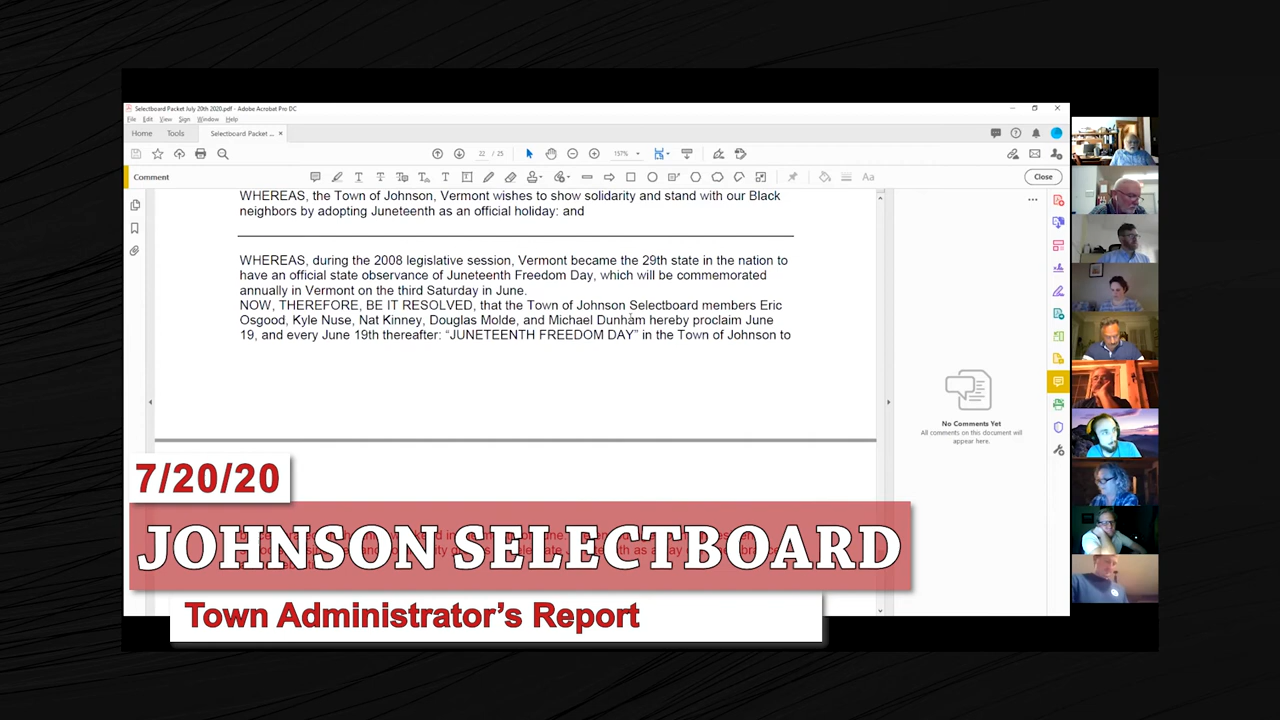 Selectboard Packet July 20th 2020.pdf - Adobe Acrobat Pro DC
File Edit View Sign Window Help
Home Tools Selectboard Packet ... ×
22 / 25 157%
Comment Close
WHEREAS, the Town of Johnson, Vermont wishes to show solidarity and stand with our Black
neighbors by adopting Juneteenth as an official holiday: and
WHEREAS, during the 2008 legislative session, Vermont became the 29th state in the nation to
have an official state observance of Juneteenth Freedom Day, which will be commemorated
annually in Vermont on the third Saturday in June.
NOW, THEREFORE, BE IT RESOLVED, that the Town of Johnson Selectboard members Eric
Osgood, Kyle Nuse, Nat Kinney, Douglas Molde, and Michael Dunham hereby proclaim June
19, and every June 19th thereafter: “JUNETEENTH FREEDOM DAY” in the Town of Johnson to
No Comments Yet
All comments on this document will
appear here.
7/20/20
JOHNSON SELECTBOARD
Town Administrator’s Report